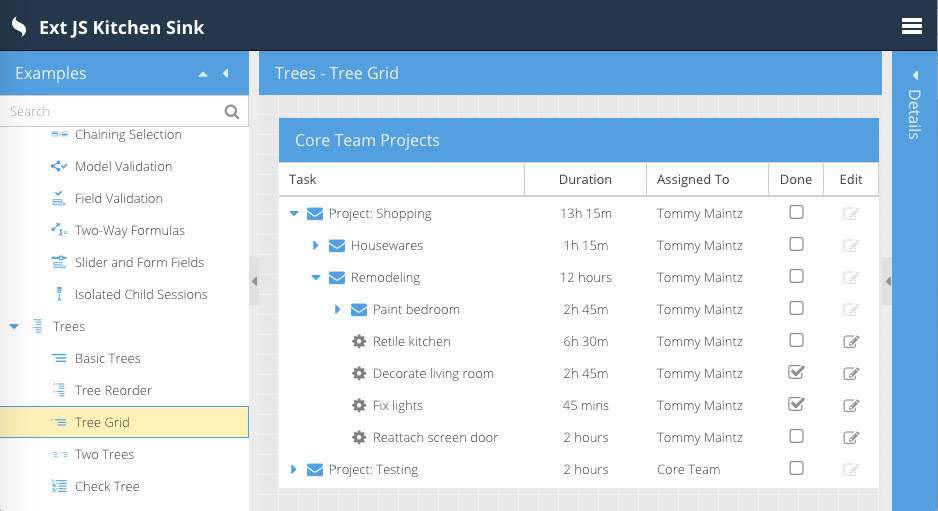 Ext JS Kitchen Sink
Examples
Search
Chaining Selection
Model Validation
Field Validation
Two-Way Formulas
Slider and Form Fields
Isolated Child Sessions
Trees
Basic Trees
Tree Reorder
Tree Grid
Two Trees
Check Tree
Trees - Tree Grid
Core Team Projects
Task Duration Assigned To Done Edit
Project: Shopping 13h 15m Tommy Maintz
Housewares 1h 15m Tommy Maintz
Remodeling 12 hours Tommy Maintz
Paint bedroom 2h 45m Tommy Maintz
Retile kitchen 6h 30m Tommy Maintz
Decorate living room 2h 45m Tommy Maintz
Fix lights 45 mins Tommy Maintz
Reattach screen door 2 hours Tommy Maintz
Project: Testing 2 hours Core Team
Details